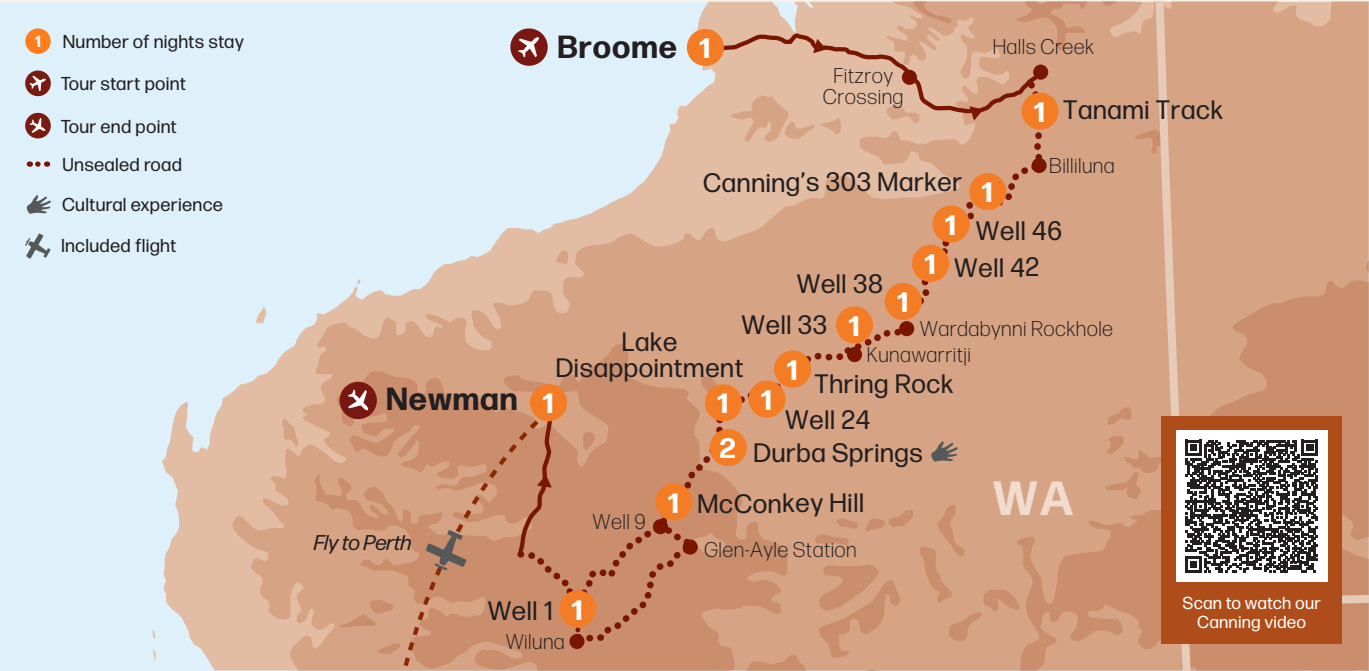 1 Number of nights stay
Tour start point
Tour end point
Unsealed road
Cultural experience
Included flight
Broome 1
Fitzroy
Crossing
Halls Creek
1 Tanami Track
Billiluna
Canning's 303 Marker 1
1 Well 46
1 Well 42
Well 38 1
Wardabynni Rockhole
Well 33 1
Kunawarritji
1
Thring Rock
Lake
Disappointment
1
1
Well 24
Newman 1
2 Durba Springs
WA
1 McConkey Hill
Well 9
Glen-Ayle Station
Fly to Perth
Well 1 1
Wiluna
Scan to watch our
Canning video